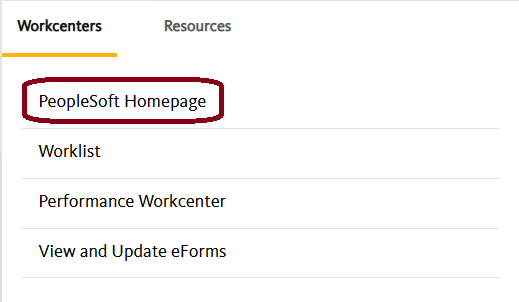 Workcenters Resources
PeopleSoft Homepage
Worklist
Performance Workcenter
View and Update eForms